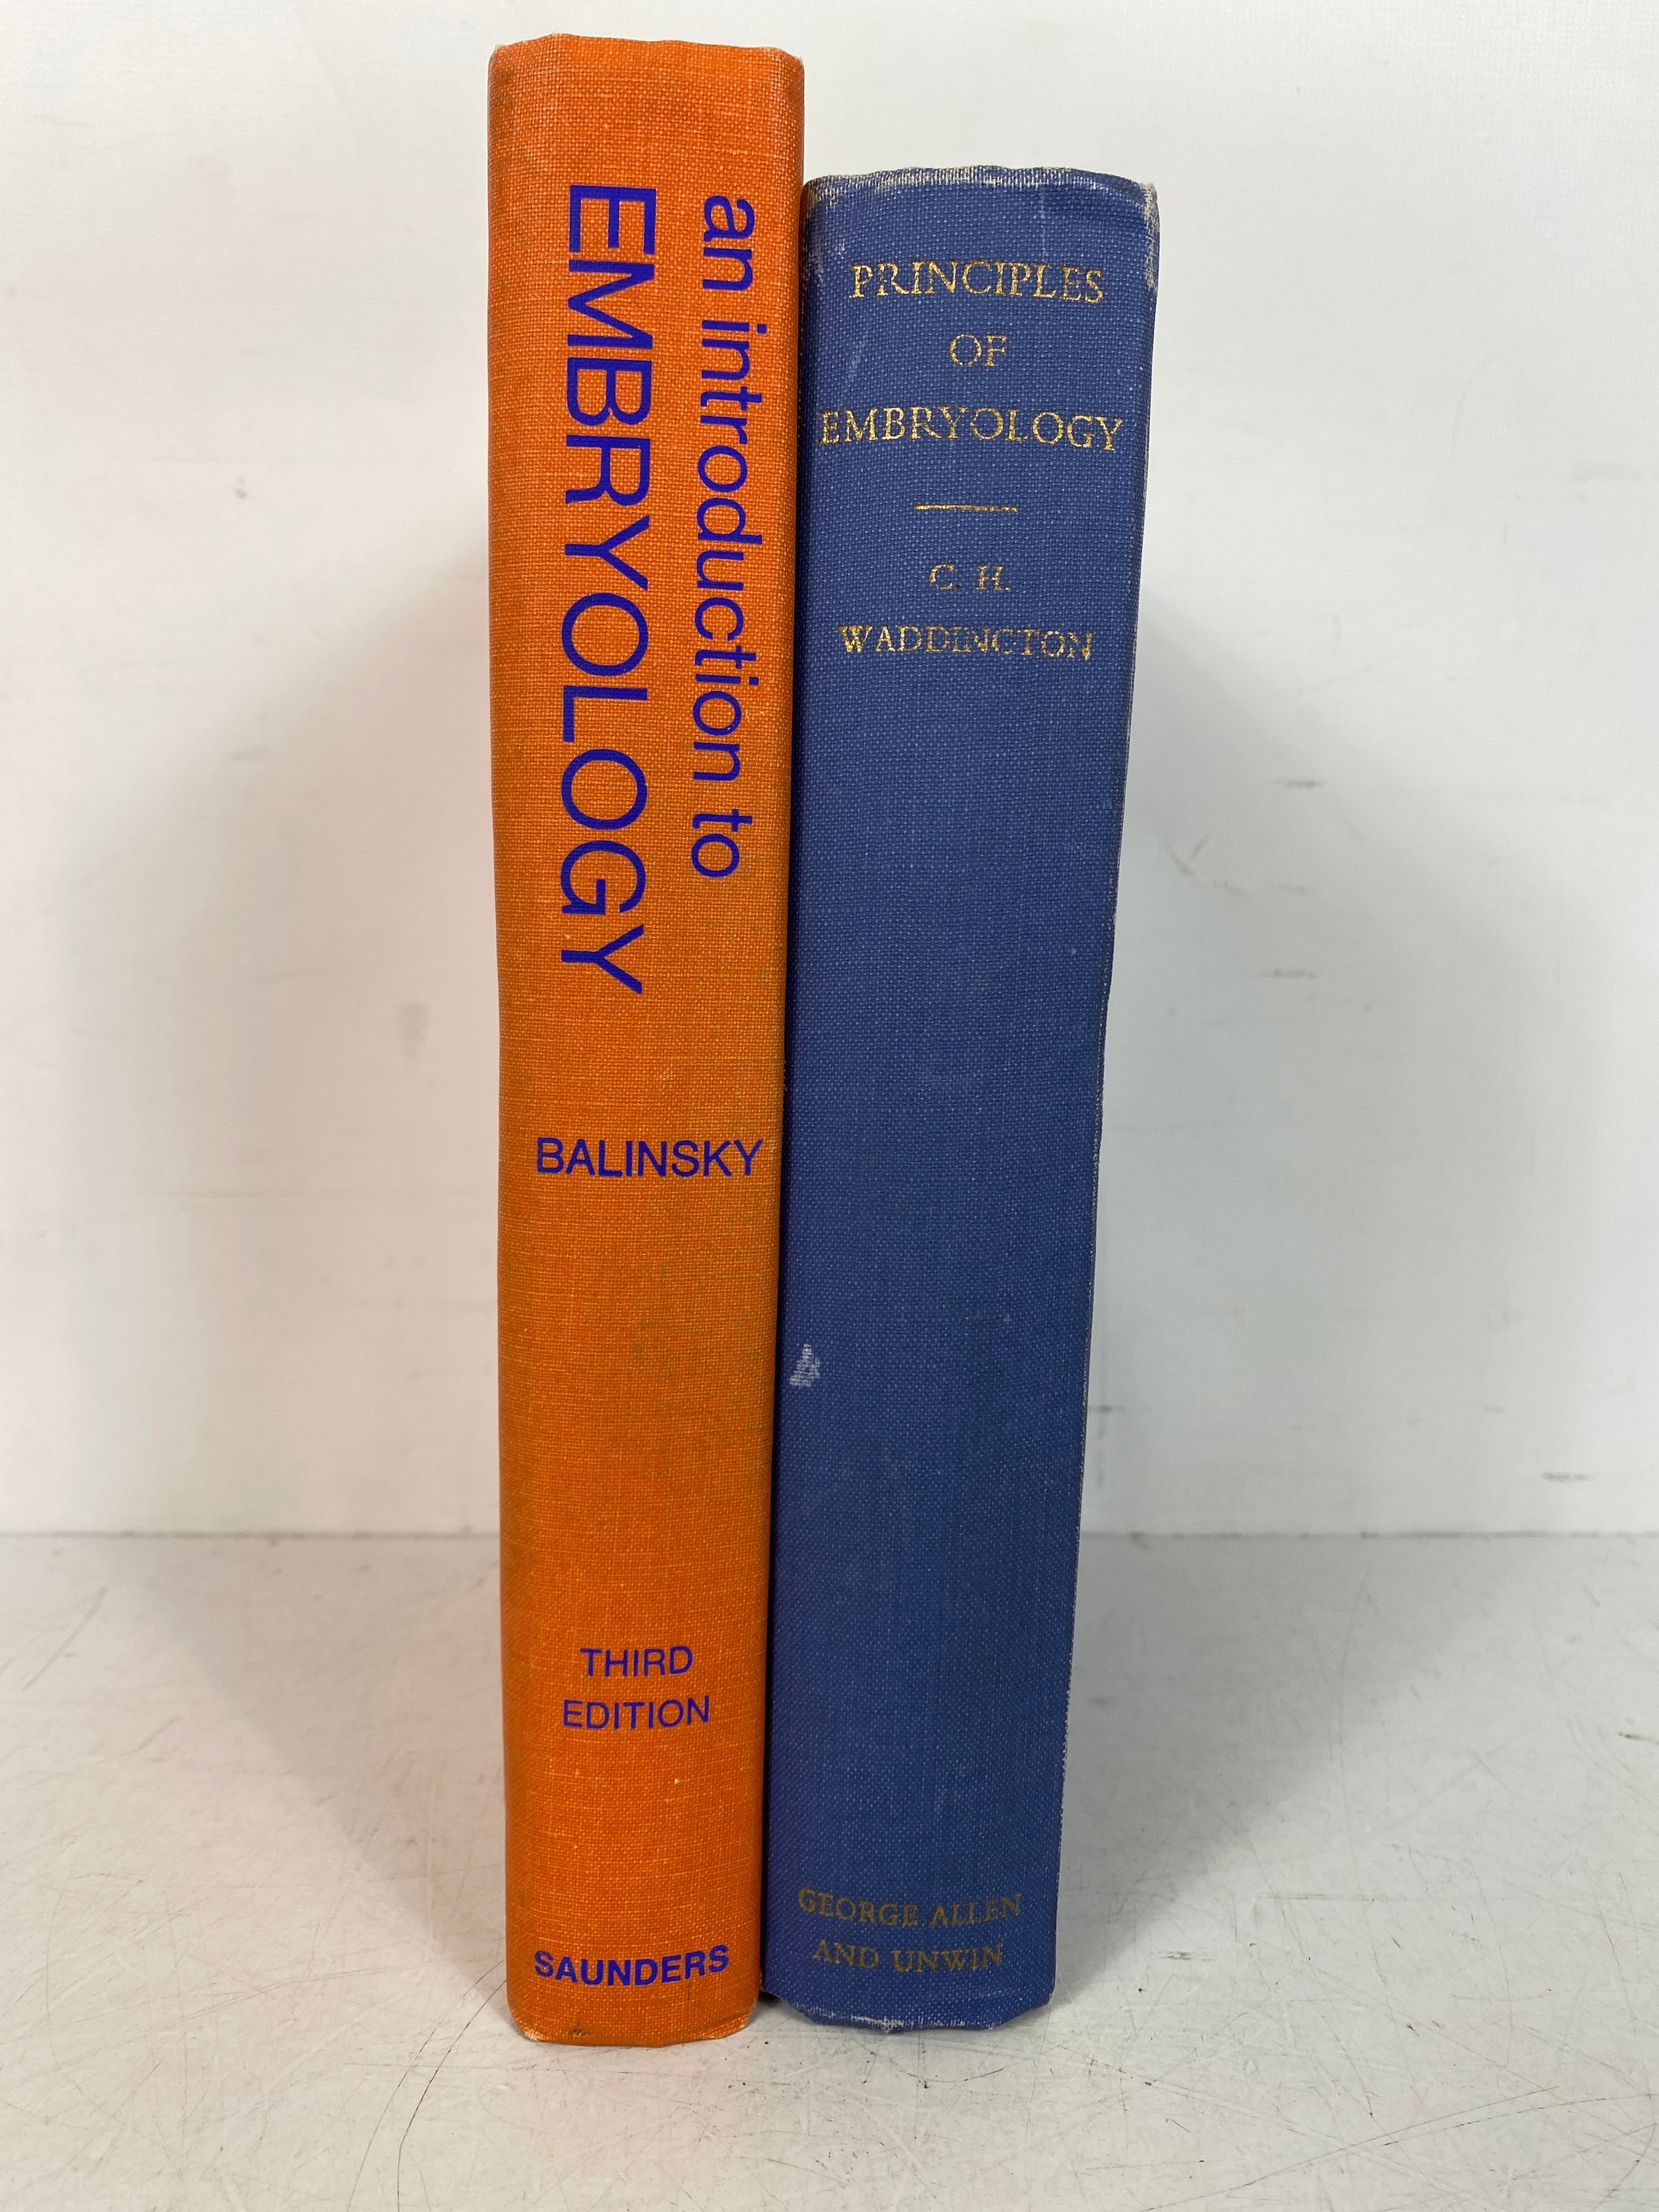 an introduction to
EMBRYOLOGY
BALINSKY
THIRD
EDITION
SAUNDERS
PRINCIPLES
OF
EMBRYOLOGY
C. H.
WADDINGTON
GEORGE ALLEN
AND UNWIN